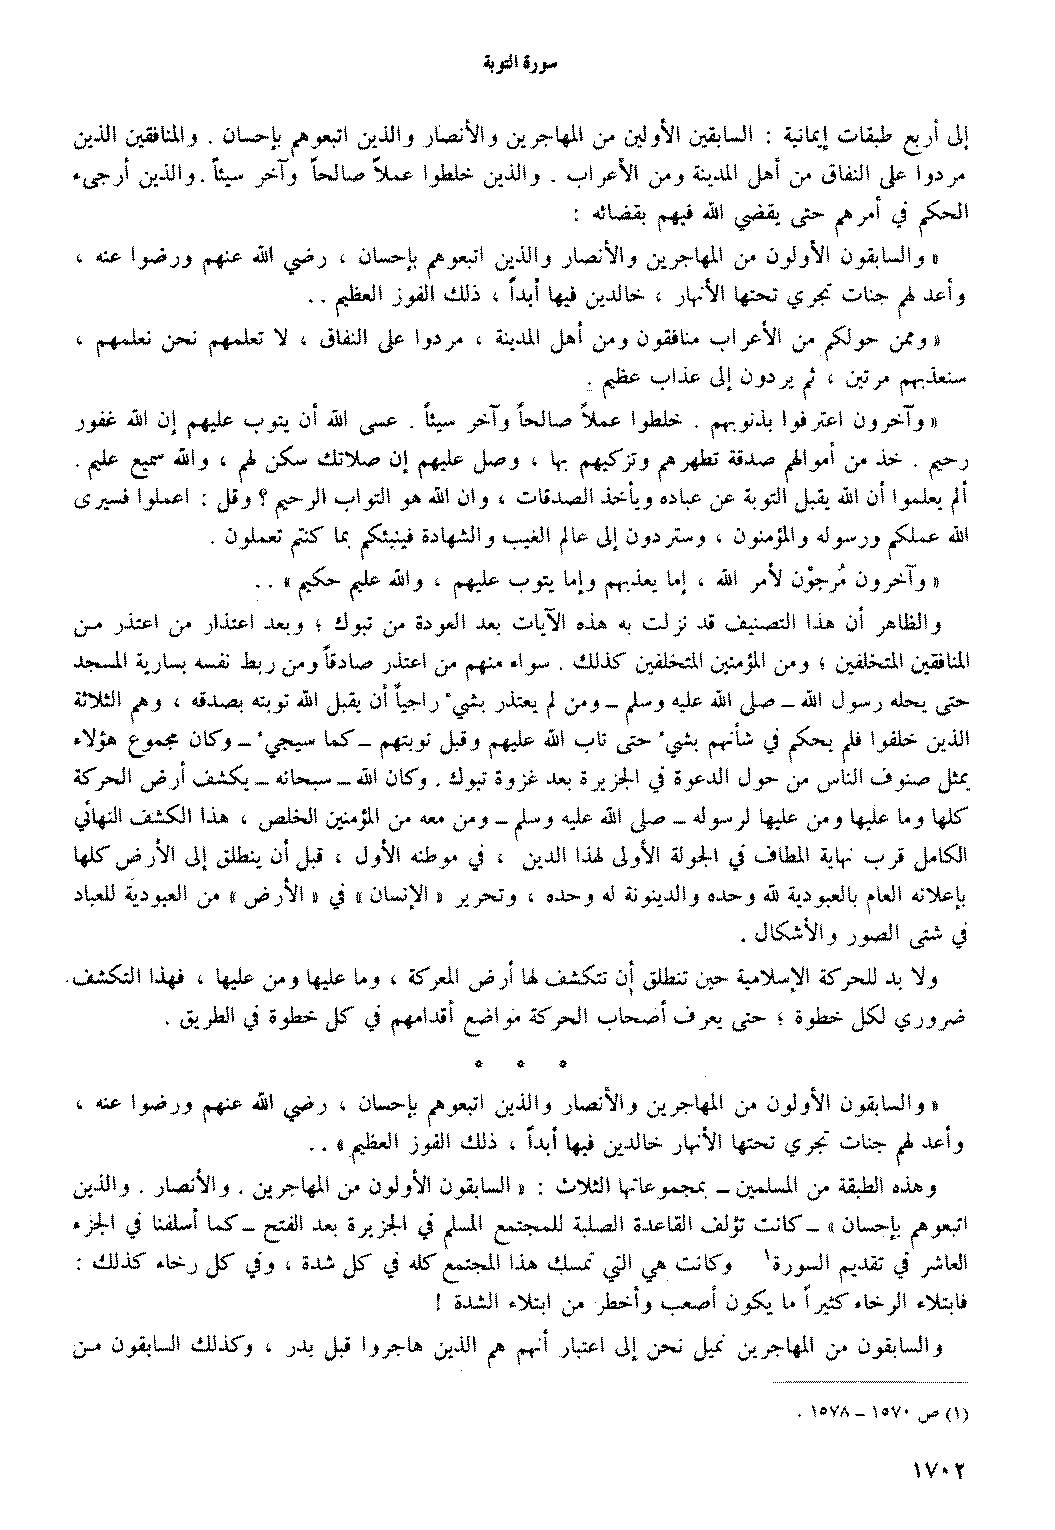 سورة التوبة
إلى أربع طبقات إيمانية : السابقين الأولين من المهاجرين والأنصار والذين اتبعوهم بإحسان . والمنافقين الذين
مردوا على النفاق من أهل المدينة ومن الأعراب . والذين خلطوا عملاً صالحاً وآخر سيئاً . والذين أرجىء
الحكم في أمرهم حتى يقضي الله فيهم بقضائه :
« والسابقون الأولون من المهاجرين والأنصار والذين اتبعوهم بإحسان ، رضي الله عنهم ورضوا عنه ،
وأعد لهم جنات تجري تحتها الأنهار ، خالدين فيها أبداً ، ذلك الفوز العظيم . .
« وممن حولكم من الأعراب منافقون ومن أهل المدينة ، مردوا على النفاق ، لا تعلمهم نحن نعلمهم ،
سنعذبهم مرتين ، ثم يردون إلى عذاب عظيم .
« وآخرون اعترفوا بذنوبهم . خلطوا عملاً صالحاً وآخر سيئاً . عسى الله أن يتوب عليهم إن الله غفور
رحيم . خذ من أموالهم صدقة تطهرهم وتزكيهم بها ، وصل عليهم إن صلاتك سكن لهم ، والله سميع عليم .
ألم يعلموا أن الله يقبل التوبة عن عباده ويأخذ الصدقات ، وان الله هو التواب الرحيم ؟ وقل : اعملوا فسيرى
الله عملكم ورسوله والمؤمنون ، وستردون إلى عالم الغيب والشهادة فينبئكم بما كنتم تعملون .
« وآخرون مُرجوْن لأمر الله ، إما يعذبهم وإما يتوب عليهم ، والله عليم حكيم » . .
والظاهر أن هذا التصنيف قد نزلت به هذه الآيات بعد العودة من تبوك ؛ وبعد اعتذار من اعتذر مـن
المنافقين المتخلفين ؛ ومن المؤمنين المتخلفين كذلك . سواء منهم من اعتذر صادقاً ومن ربط نفسه بسارية المسجد
حتى يحله رسول الله – صلى الله عليه وسلم – ومن لم يعتذر بشيء راجياً أن يقبل الله توبته بصدقه ، وهم الثلاثة
الذين خلفوا فلم يحكم في شأنهم بشيء حتى تاب الله عليهم وقبل توبتهم – كما سيجيء – وكان مجموع هؤلاء
يمثل صنوف الناس من حول الدعوة في الجزيرة بعد غزوة تبوك . وكان الله – سبحانه – يكشف أرض الحركة
كلها وما عليها ومن عليها لرسوله – صلى الله عليه وسلم – ومن معه من المؤمنين الخلص ، هذا الكشف النهائي
الكامل قرب نهاية المطاف في الجولة الأولى لهذا الدين ، في موطنه الأول ، قبل أن ينطلق إلى الأرض كلها
بإعلانه العام بالعبودية لله وحده والدينونة له وحده ، وتحرير « الإنسان » في « الأرض » من العبودية للعباد
في شتى الصور والأشكال .
ولا بد للحركة الإسلامية حين تنطلق أن تتكشف لها أرض المعركة ، وما عليها ومن عليها ، فهذا التكشف
ضروري لكل خطوة ؛ حتى يعرف أصحاب الحركة مواضع أقدامهم في كل خطوة في الطريق .
* * *
« والسابقون الأولون من المهاجرين والأنصار والذين اتبعوهم بإحسان ، رضي الله عنهم ورضوا عنه ،
وأعد لهم جنات تجري تحتها الأنهار خالدين فيها أبداً ، ذلك الفوز العظيم » . .
وهذه الطبقة من المسلمين – بمجموعاتها الثلاث : « السابقون الأولون من المهاجرين . والأنصار . والذين
اتبعوهم بإحسان » – كانت تؤلف القاعدة الصلبة للمجتمع المسلم في الجزيرة بعد الفتح – كما أسلفنا في الجزء
العاشر في تقديم السورة١ وكانت هي التي تمسك هذا المجتمع كله في كل شدة ، وفي كل رخاء كذلك :
فابتلاء الرخاء كثيراً ما يكون أصعب وأخطر من ابتلاء الشدة !
والسابقون من المهاجرين نميل نحن إلى اعتبار أنهم هم الذين هاجروا قبل بدر ، وكذلك السابقون مـن
(١) ص ١٥٧٠ – ١٥٧٨ .
١٧٠٢